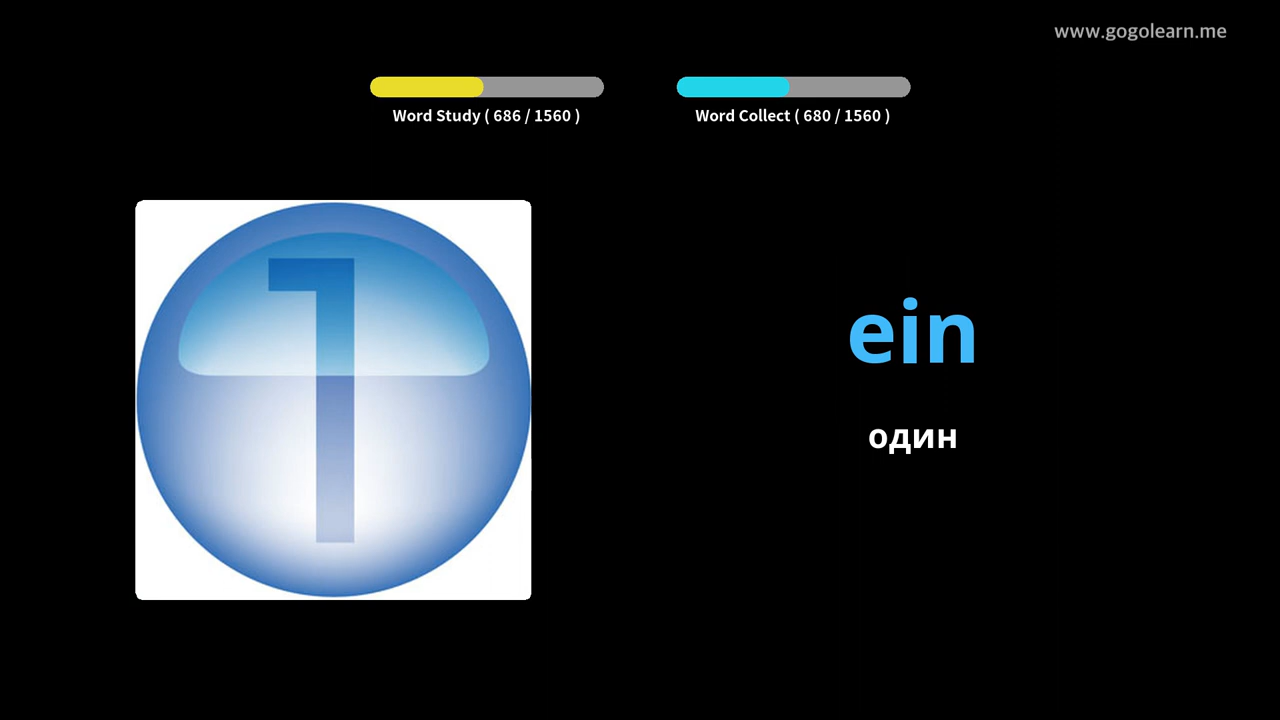 www.gogolearn.me
Word Study ( 686 / 1560 )
Word Collect ( 680 / 1560 )
1
ein
один